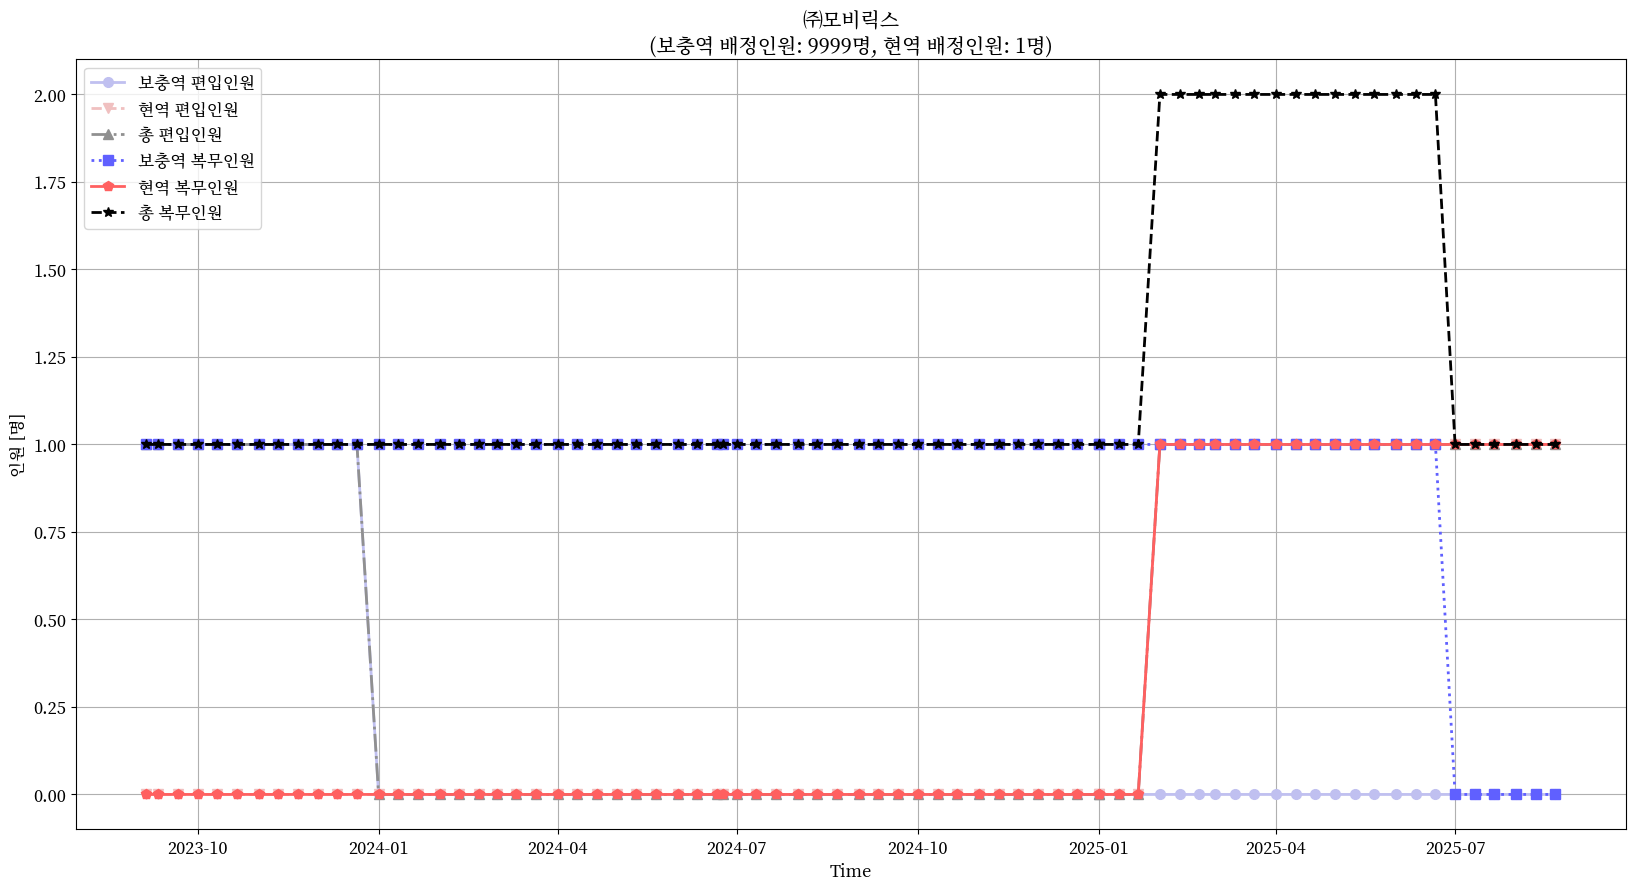 ㈜모비릭스
(보충역 배정인원: 9999명, 현역 배정인원: 1명)
보충역 편입인원
현역 편입인원
총 편입인원
보충역 복무인원
현역 복무인원
총 복무인원
인원 [명]
2.00
1.75
1.50
1.25
1.00
0.75
0.50
0.25
0.00
2023-10
2024-01
2024-04
2024-07
2024-10
2025-01
2025-04
2025-07
Time